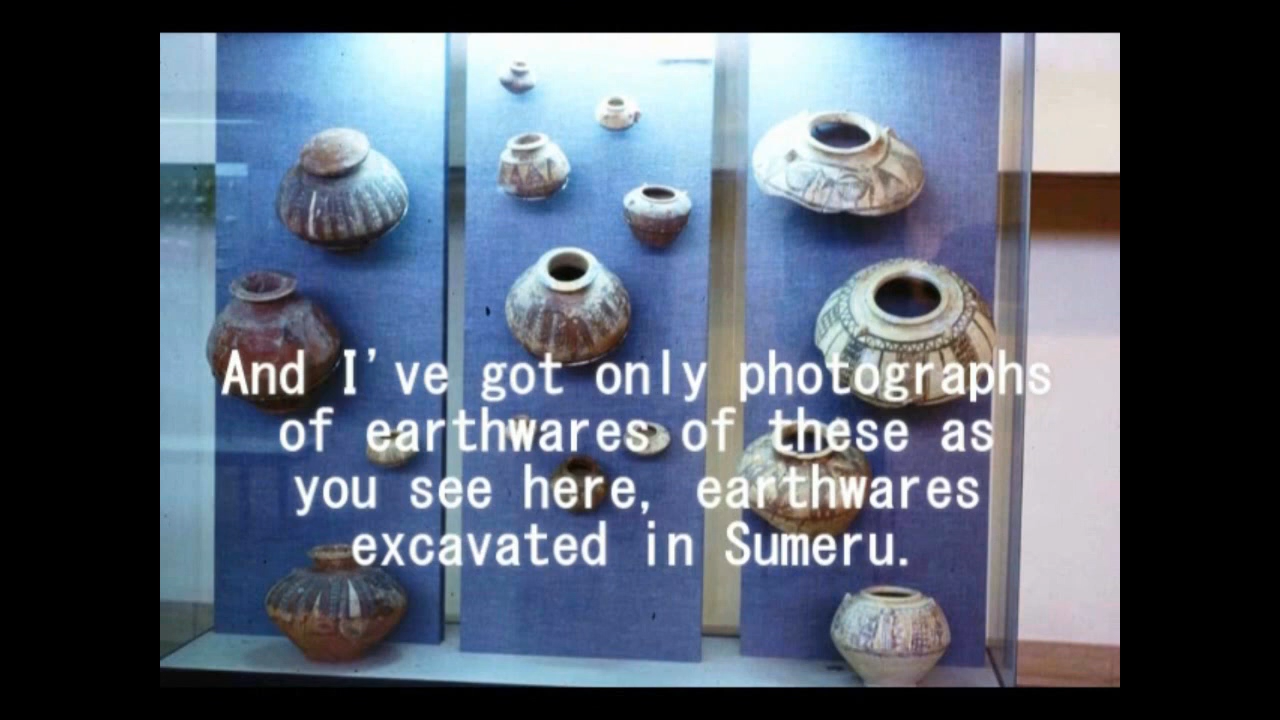 And I've got only photographs
of earthwares of these as
you see here, earthwares
excavated in Sumeru.